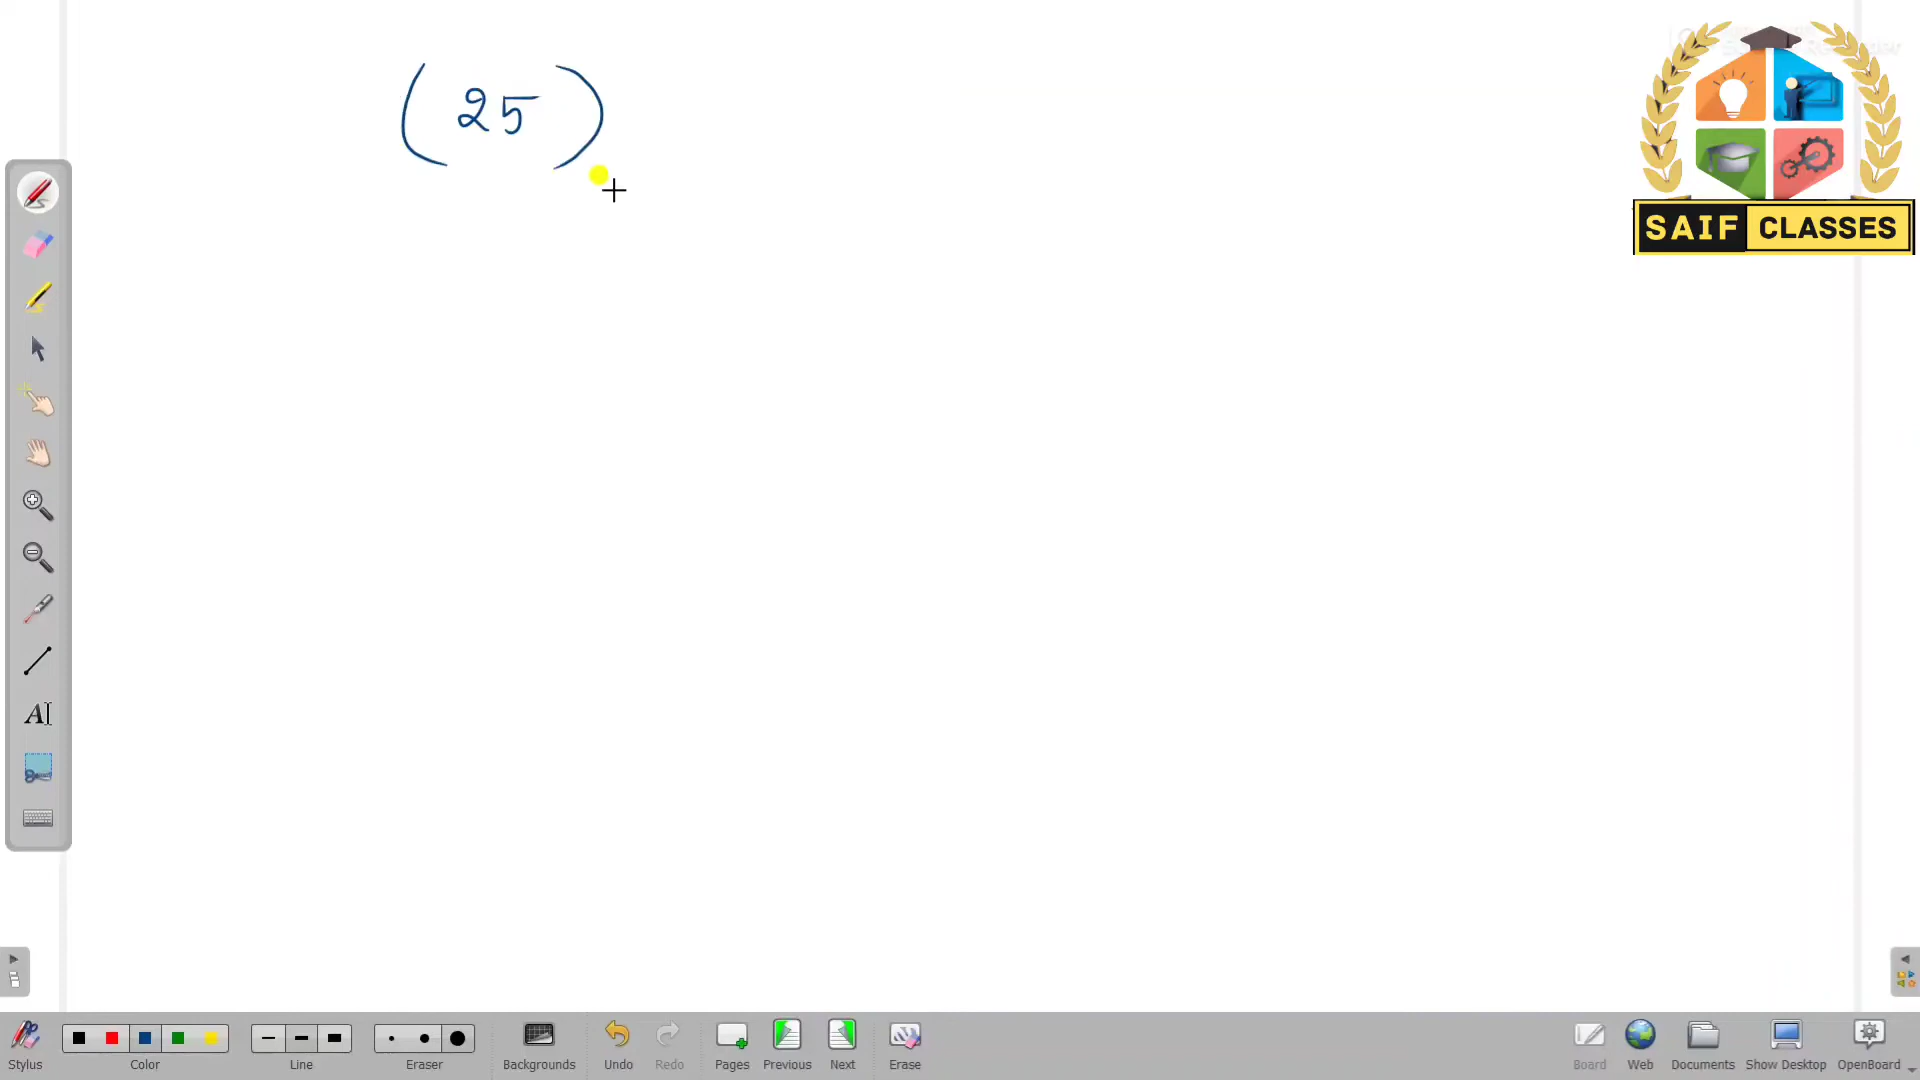 ( 25 )
SAIF CLASSES
Stylus
Color
Line
Eraser
Backgrounds
Undo
Redo
Pages
Previous
Next
Erase
Board
Web
Documents
Show Desktop
OpenBoard